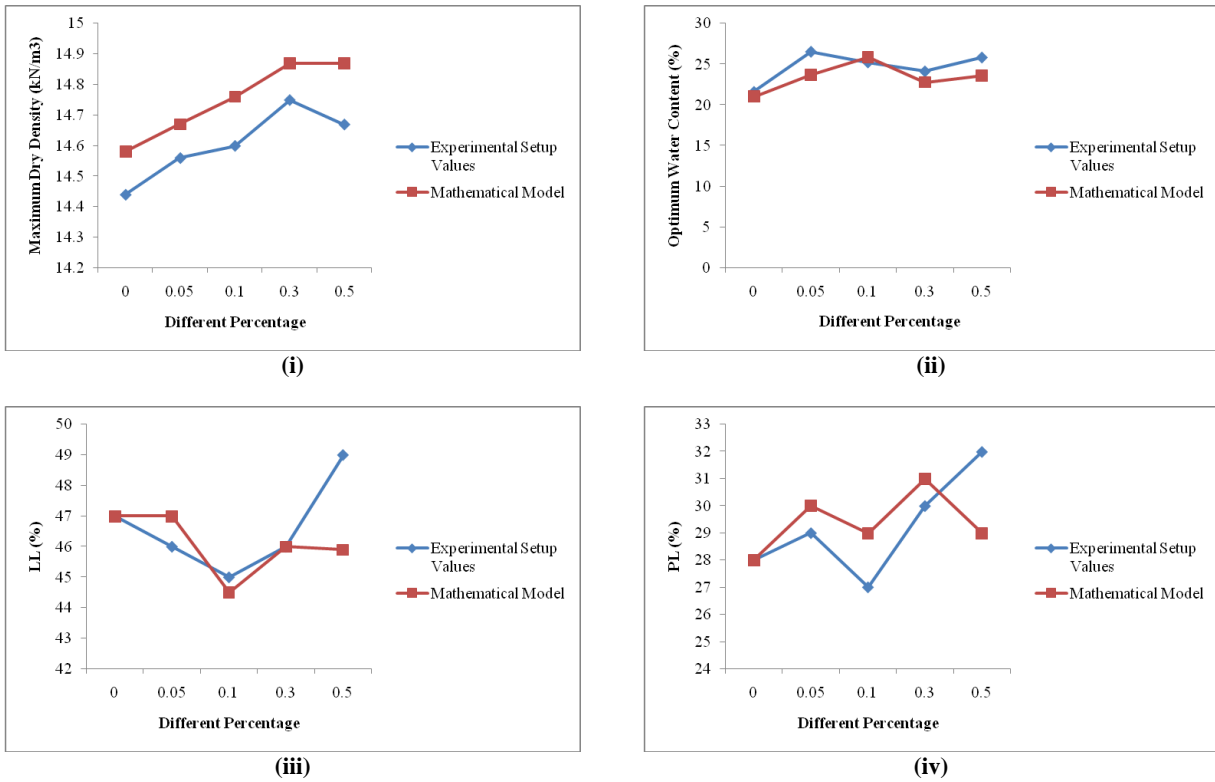 Maximum Dry Density (kN/m3)
15
14.9
14.8
14.7
14.6
14.5
14.4
14.3
14.2
0 0.05 0.1 0.3 0.5
Different Percentage
Experimental Setup
Values
Mathematical Model
(i)
Optimum Water Content (%)
30
25
20
15
10
5
0
0 0.05 0.1 0.3 0.5
Different Percentage
Experimental Setup
Values
Mathematical Model
(ii)
LL (%)
50
49
48
47
46
45
44
43
42
0 0.05 0.1 0.3 0.5
Different Percentage
Experimental Setup
Values
Mathematical Model
(iii)
PL (%)
33
32
31
30
29
28
27
26
25
24
0 0.05 0.1 0.3 0.5
Different Percentage
Experimental Setup
Values
Mathematical Model
(iv)